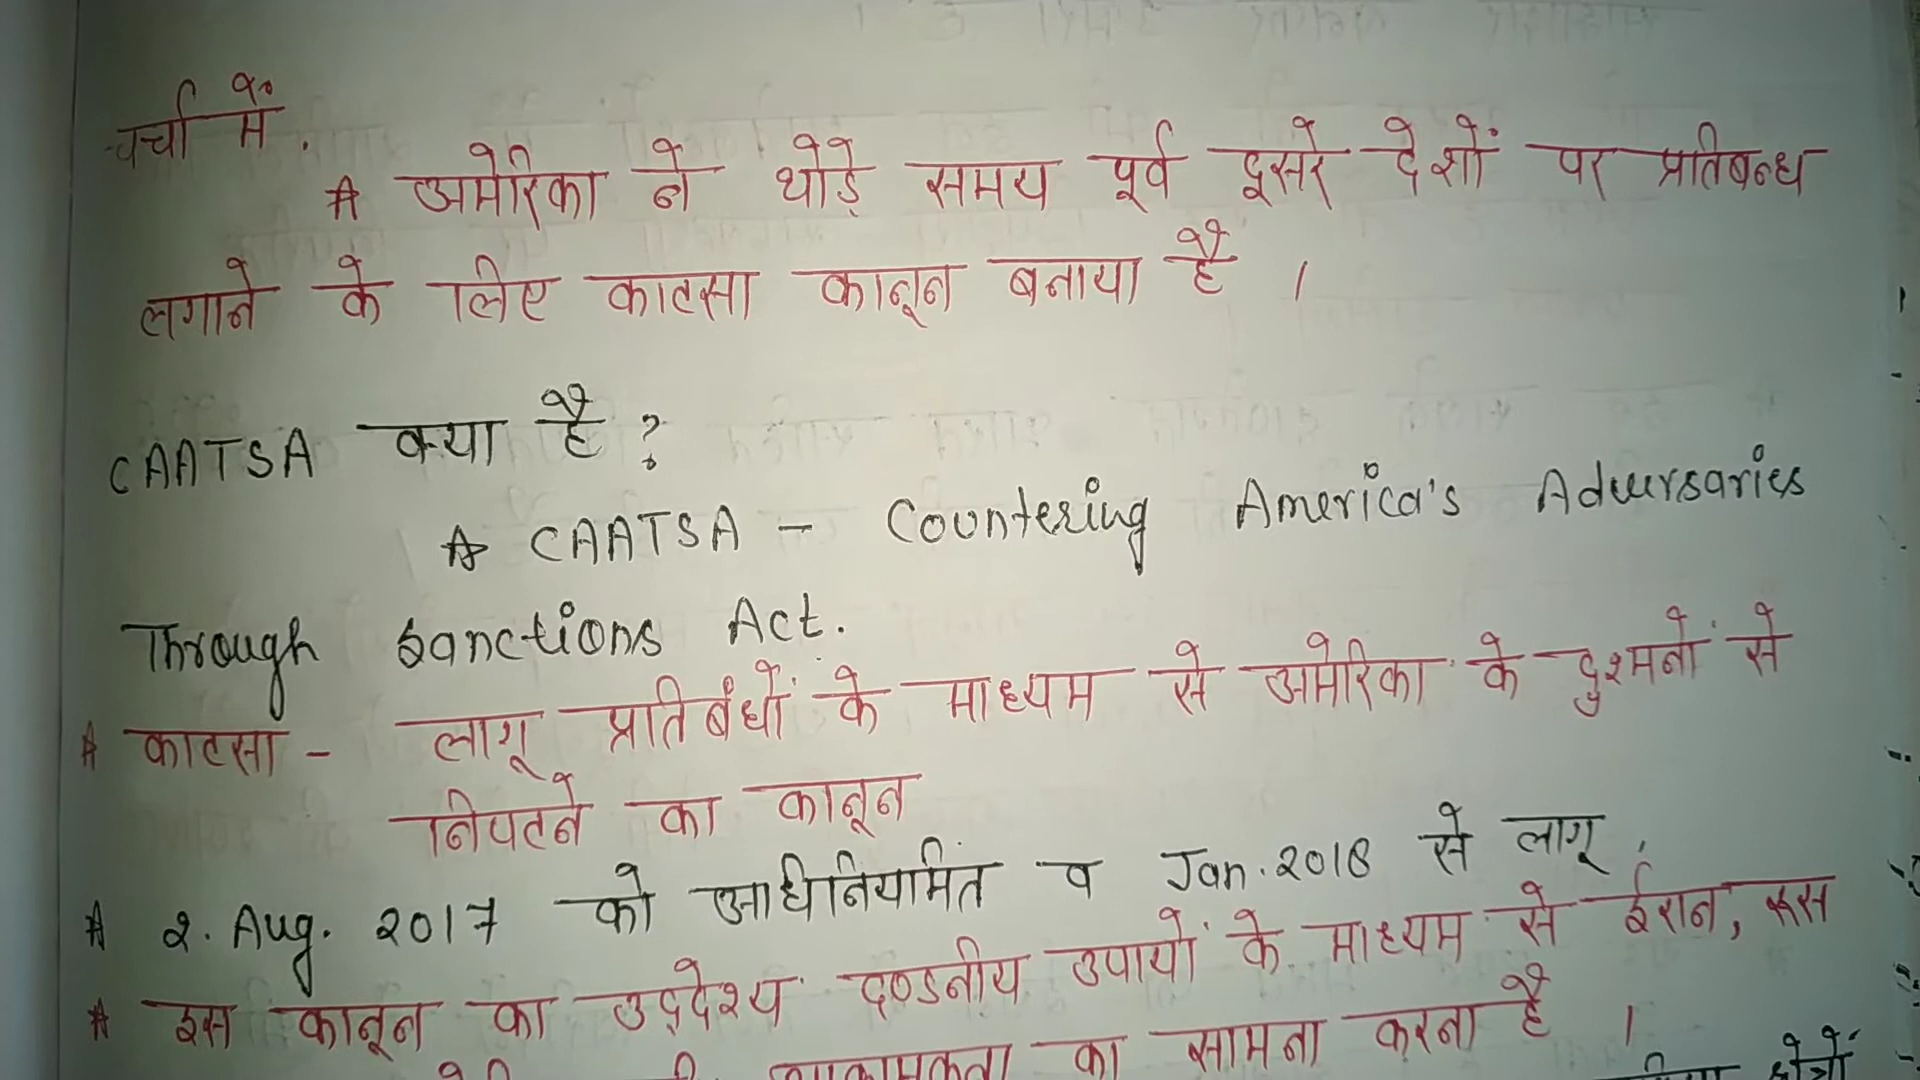 चर्चा में.
* अमेरिका ने थोड़े समय पूर्व दूसरे देशों पर प्रतिबन्ध
लगाने के लिए काटसा कानून बनाया है ।
CAATSA क्या है ?
* CAATSA - Countering America's Adversaries
Through Sanctions Act.
* काटसा - लागू प्रतिबंधों के माध्यम से अमेरिका के दुश्मनों से
निपटने का कानून
* 2. Aug. 2017 को अधिनियमित व Jan. 2018 से लागू
* इस कानून का उद्देश्य दण्डनीय उपायों के माध्यम से ईरान, रूस
आक्रामकता का सामना करना है ।